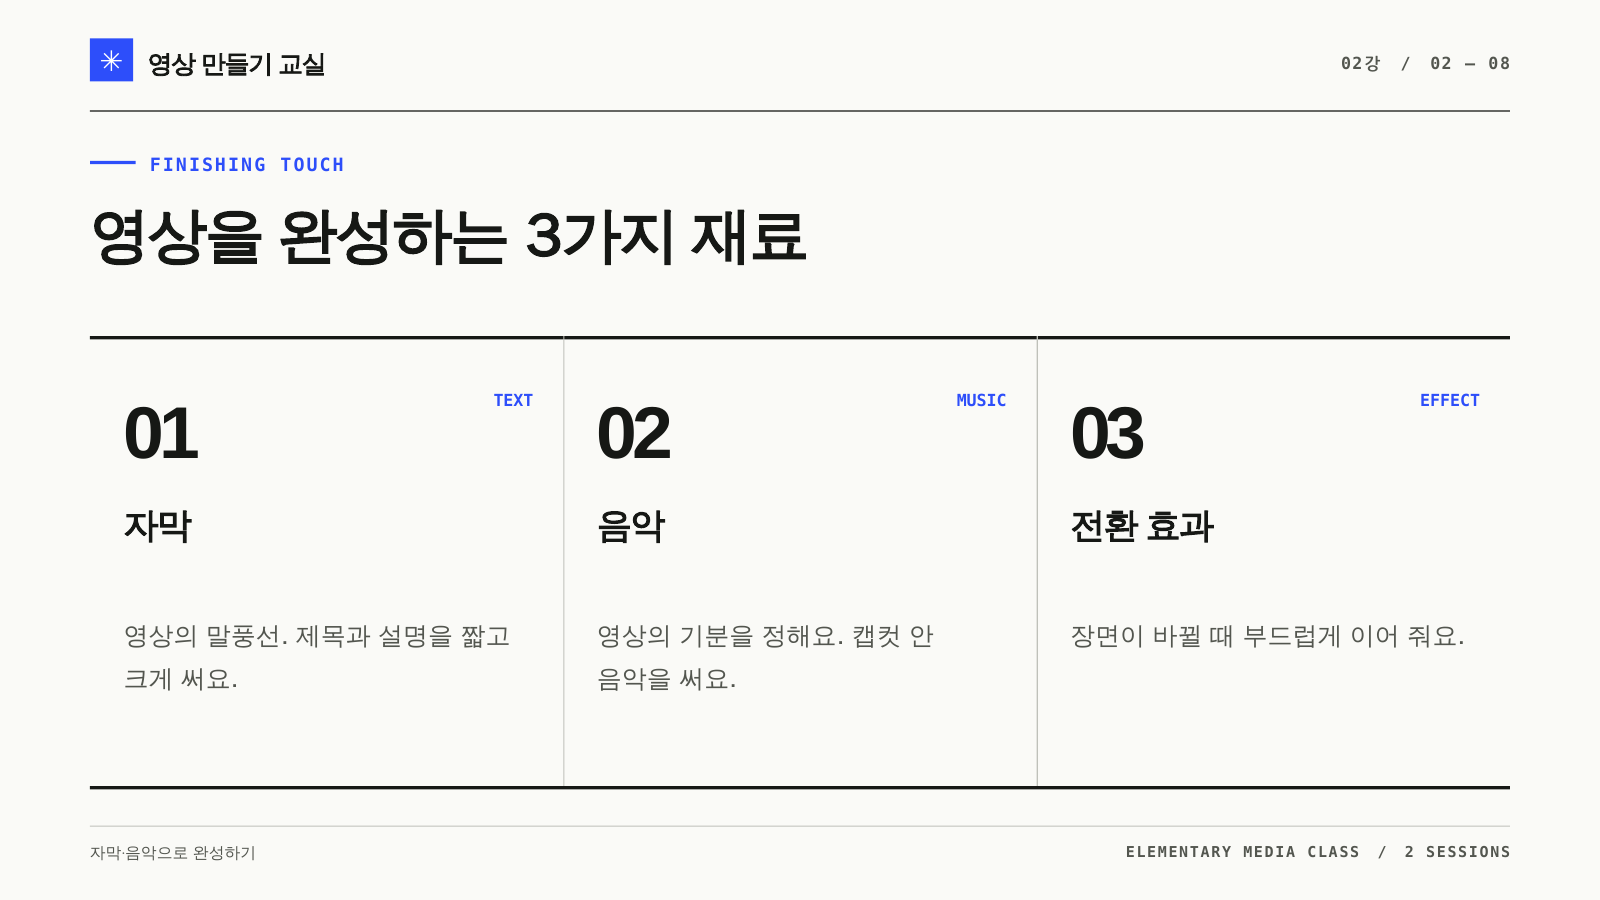 영상 만들기 교실
02강 / 02 — 08
FINISHING TOUCH
영상을 완성하는 3가지 재료
01
TEXT
자막
영상의 말풍선. 제목과 설명을 짧고
크게 써요.
02
MUSIC
음악
영상의 기분을 정해요. 캡컷 안
음악을 써요.
03
EFFECT
전환 효과
장면이 바뀔 때 부드럽게 이어 줘요.
자막·음악으로 완성하기
ELEMENTARY MEDIA CLASS / 2 SESSIONS